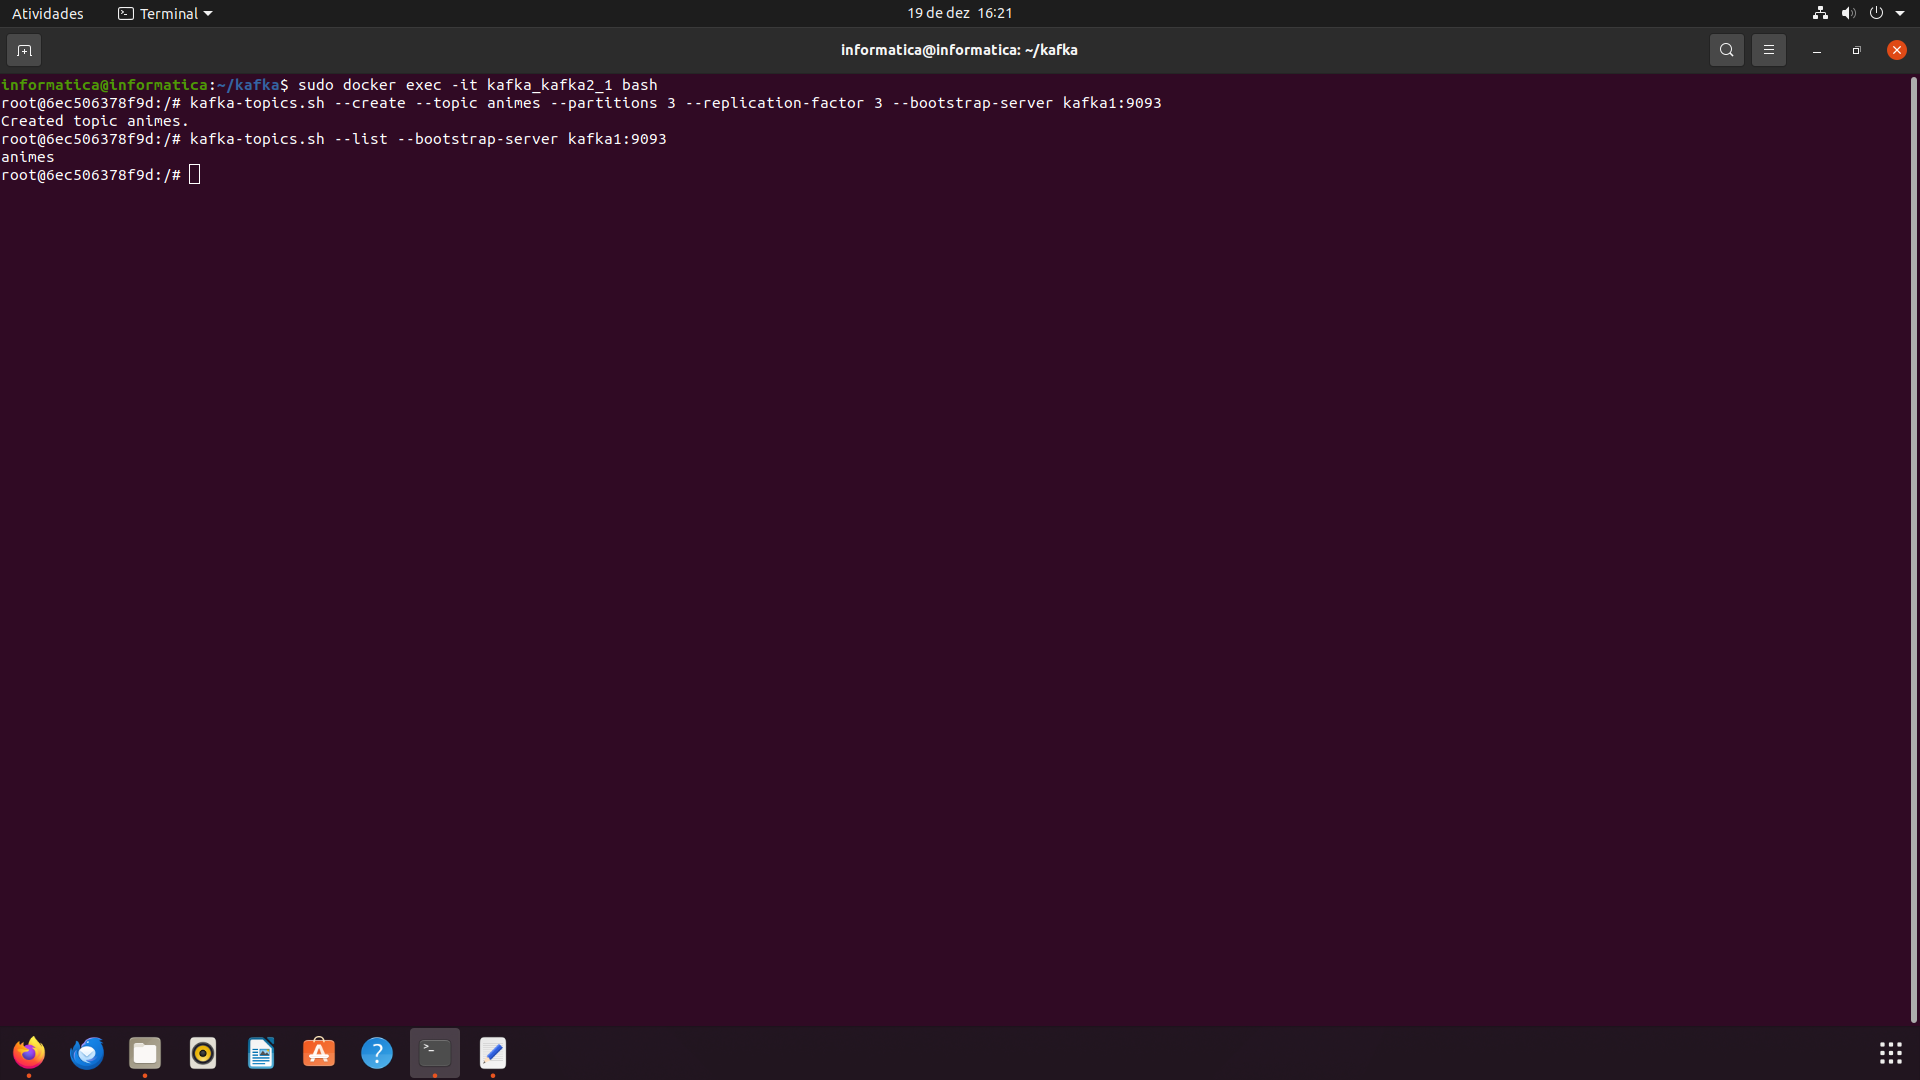 Atividades
Terminal
19 de dez 16:21
informatica@informatica: ~/kafka
informatica@informatica:~/kafka$ sudo docker exec -it kafka_kafka2_1 bash
root@6ec506378f9d:/# kafka-topics.sh --create --topic animes --partitions 3 --replication-factor 3 --bootstrap-server kafka1:9093
Created topic animes.
root@6ec506378f9d:/# kafka-topics.sh --list --bootstrap-server kafka1:9093
animes
root@6ec506378f9d:/#